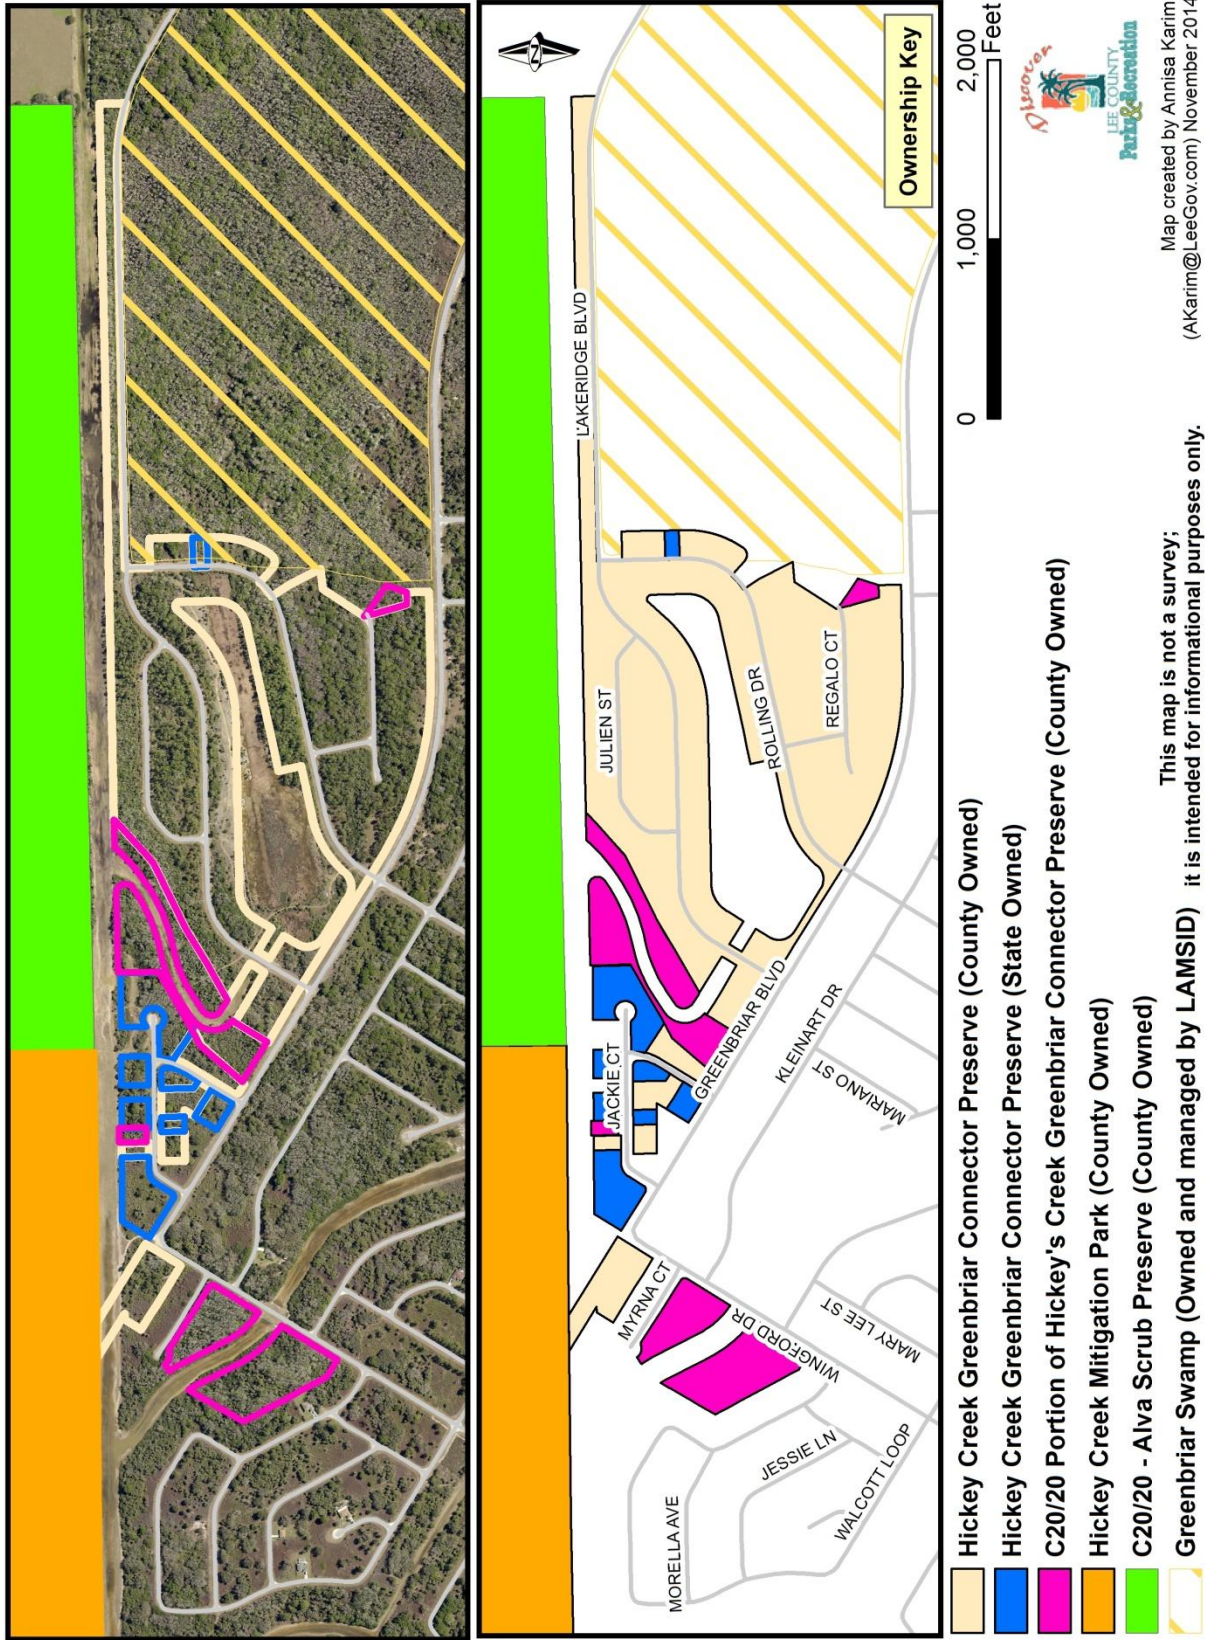 N
Ownership Key
LAKERIDGE BLVD
JULIEN ST
ROLLING DR
REGALO CT
JACKIE CT
GREENBRIAR BLVD
KLEINART DR
MARIANO ST
MYRNA CT
WINGFORD DR
MARY LEE ST
MORELLA AVE
JESSIE LN
WALCOTT LOOP
Hickey Creek Greenbriar Connector Preserve (County Owned)
Hickey Creek Greenbriar Connector Preserve (State Owned)
C20/20 Portion of Hickey's Creek Greenbriar Connector Preserve (County Owned)
Hickey Creek Mitigation Park (County Owned)
C20/20 - Alva Scrub Preserve (County Owned)
Greenbriar Swamp (Owned and managed by LAMSID)
0 1,000 2,000
Feet
This map is not a survey;
it is intended for informational purposes only.
Discover
LEE COUNTY
Parks & Recreation
Map created by Annisa Karim
(AKarim@LeeGov.com) November 2014